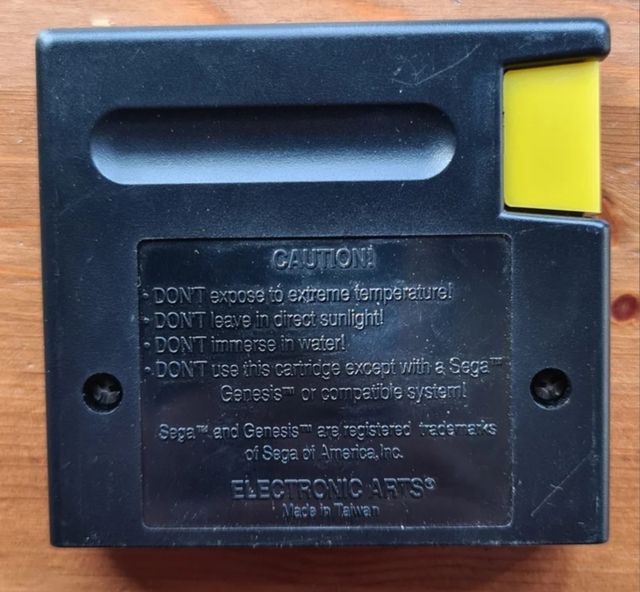 CAUTION!
• DON'T expose to extreme temperature!
• DON'T leave in direct sunlight!
• DON'T immerse in water!
• DON'T use this cartridge except with a Sega™
Genesis™ or compatible system!
Sega™ and Genesis™ are registered trademarks
of Sega of America, Inc.
ELECTRONIC ARTS®
Made in Taiwan